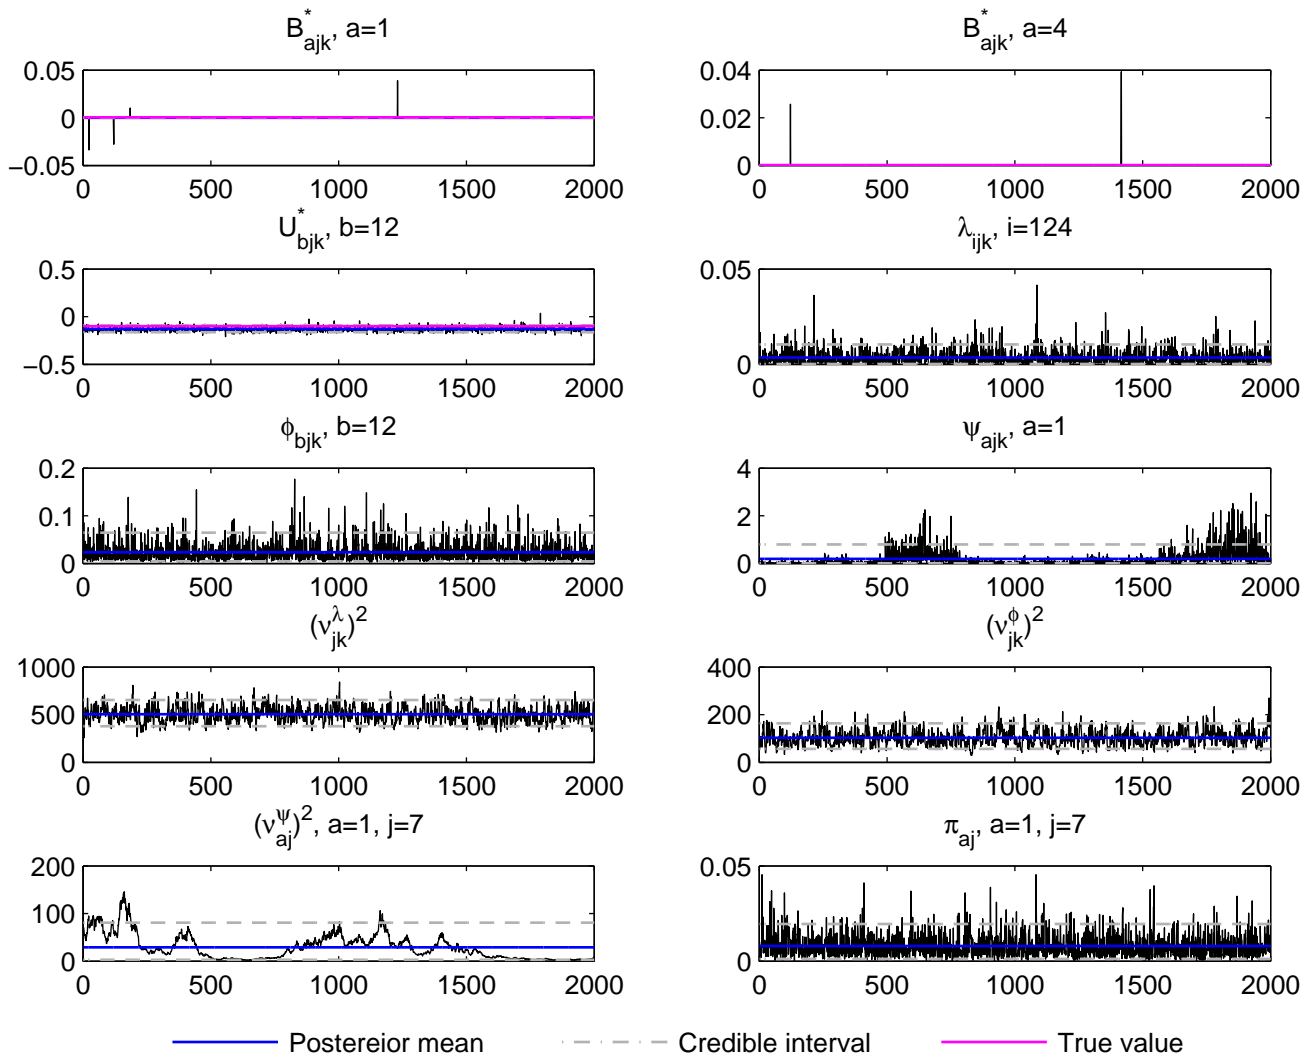 B*ajk, a=1
0.05
0
−0.05
0 500 1000 1500 2000
B*ajk, a=4
0.04
0.02
0
0 500 1000 1500 2000
U*bjk, b=12
0.5
0
−0.5
0 500 1000 1500 2000
λijk, i=124
0.05
0
0 500 1000 1500 2000
ϕbjk, b=12
0.2
0.1
0
0 500 1000 1500 2000
ψajk, a=1
4
2
0
0 500 1000 1500 2000
(νλjk)2
1000
500
0
0 500 1000 1500 2000
(νϕjk)2
400
200
0
0 500 1000 1500 2000
(νψaj)2, a=1, j=7
200
100
0
0 500 1000 1500 2000
πaj, a=1, j=7
0.05
0
0 500 1000 1500 2000
Postereior mean Credible interval True value